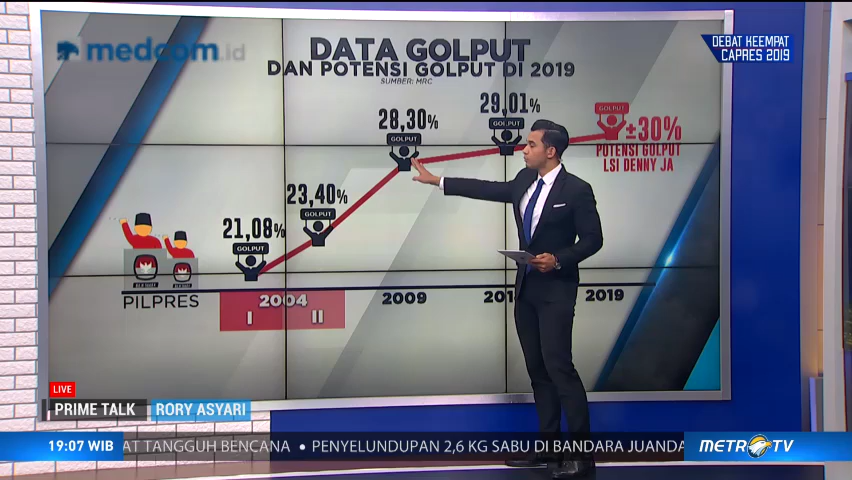 medcom.id
DATA GOLPUT
DAN POTENSI GOLPUT DI 2019
SUMBER: MRC
DEBAT KEEMPAT
CAPRES 2019
29,01%
GOLPUT
GOLPUT
±30%
28,30%
GOLPUT
POTENSI GOLPUT
LSI DENNY JA
23,40%
GOLPUT
21,08%
GOLPUT
PILPRES
2004
2009
2019
I
II
LIVE
PRIME TALK
RORY ASYARI
19:07 WIB
AT TANGGUH BENCANA • PENYELUNDUPAN 2,6 KG SABU DI BANDARA JUANDA
METRO TV